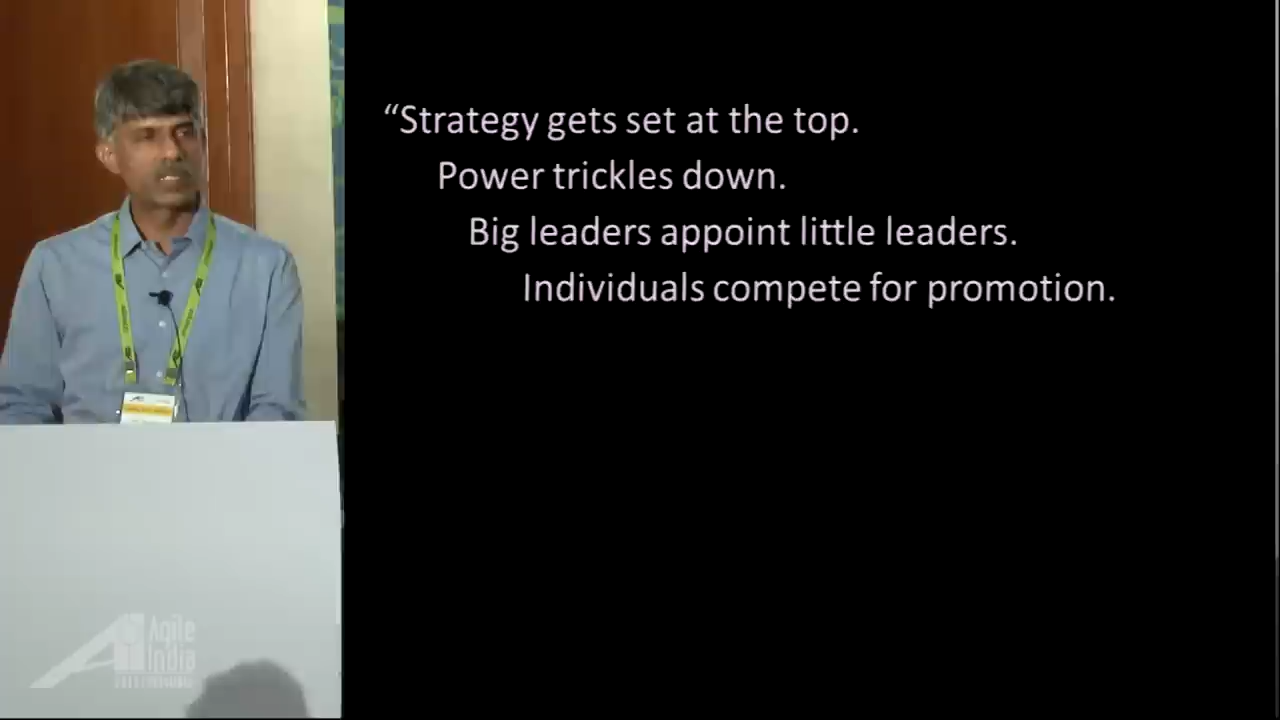 “Strategy gets set at the top.
Power trickles down.
Big leaders appoint little leaders.
Individuals compete for promotion.
Agile
India